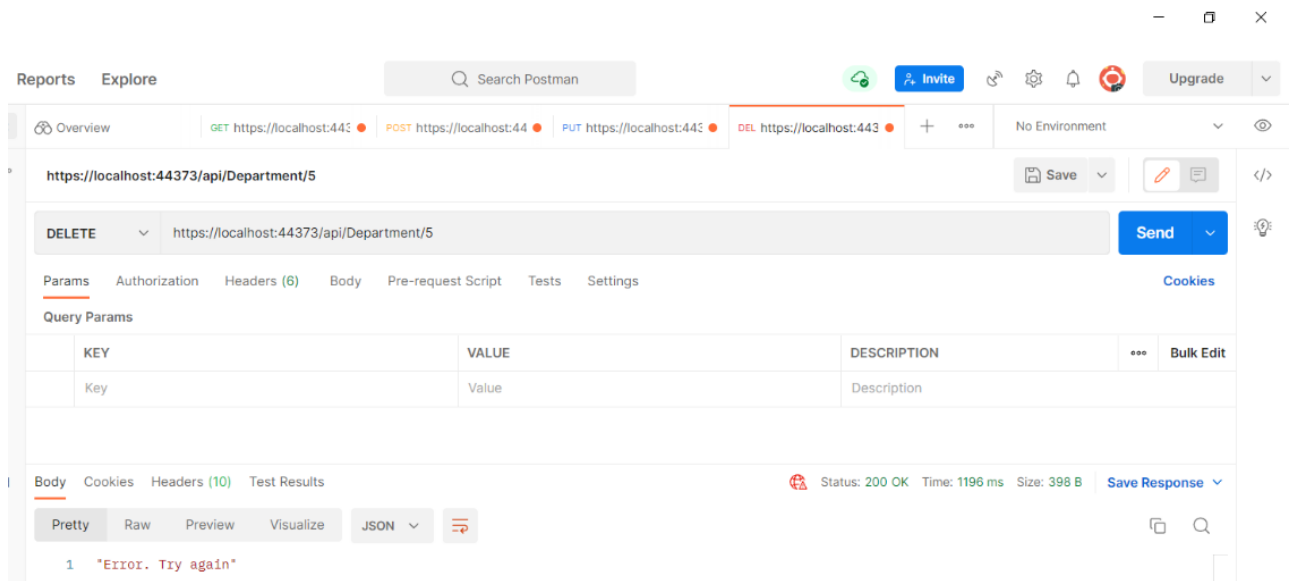 Reports Explore Search Postman Invite Upgrade
Overview GET https://localhost:443 POST https://localhost:44 PUT https://localhost:443 DEL https://localhost:443 No Environment
https://localhost:44373/api/Department/5 Save
DELETE https://localhost:44373/api/Department/5 Send
Params Authorization Headers (6) Body Pre-request Script Tests Settings Cookies
Query Params
KEY VALUE DESCRIPTION Bulk Edit
Key Value Description
Body Cookies Headers (10) Test Results Status: 200 OK Time: 1196 ms Size: 398 B Save Response
Pretty Raw Preview Visualize JSON
1 "Error. Try again"